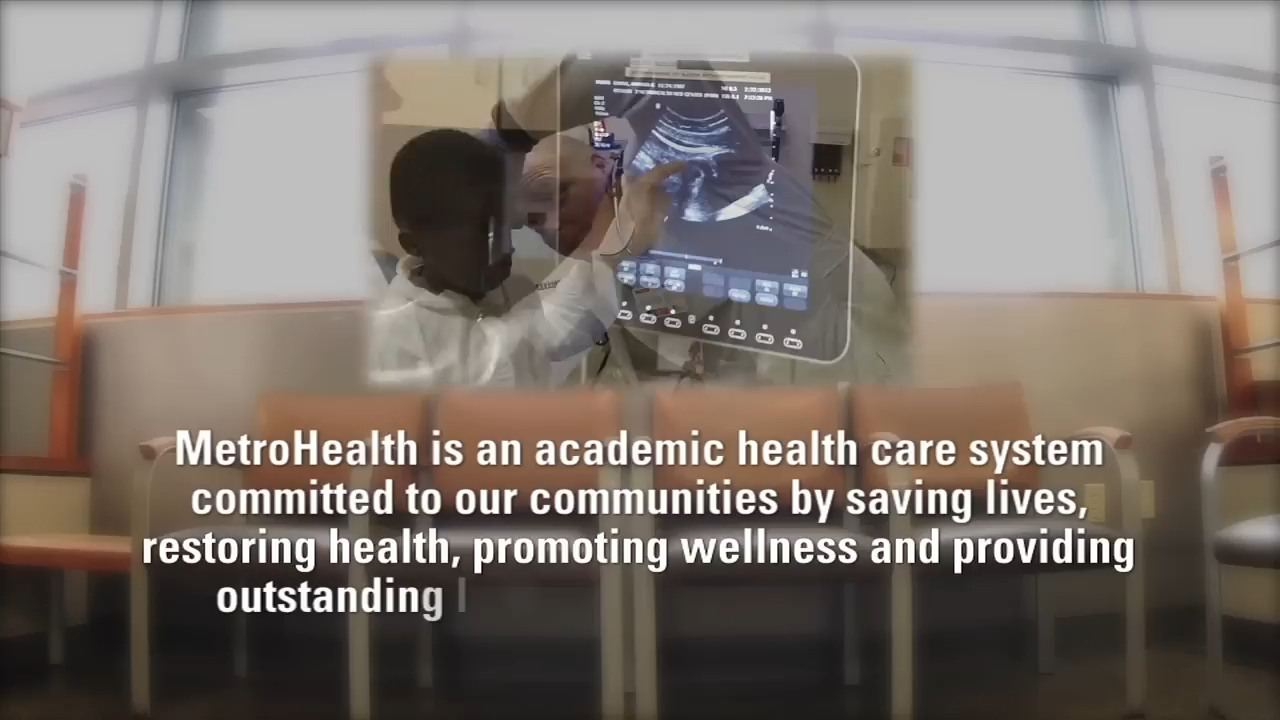 MetroHealth is an academic health care system
committed to our communities by saving lives,
restoring health, promoting wellness and providing
outstanding l